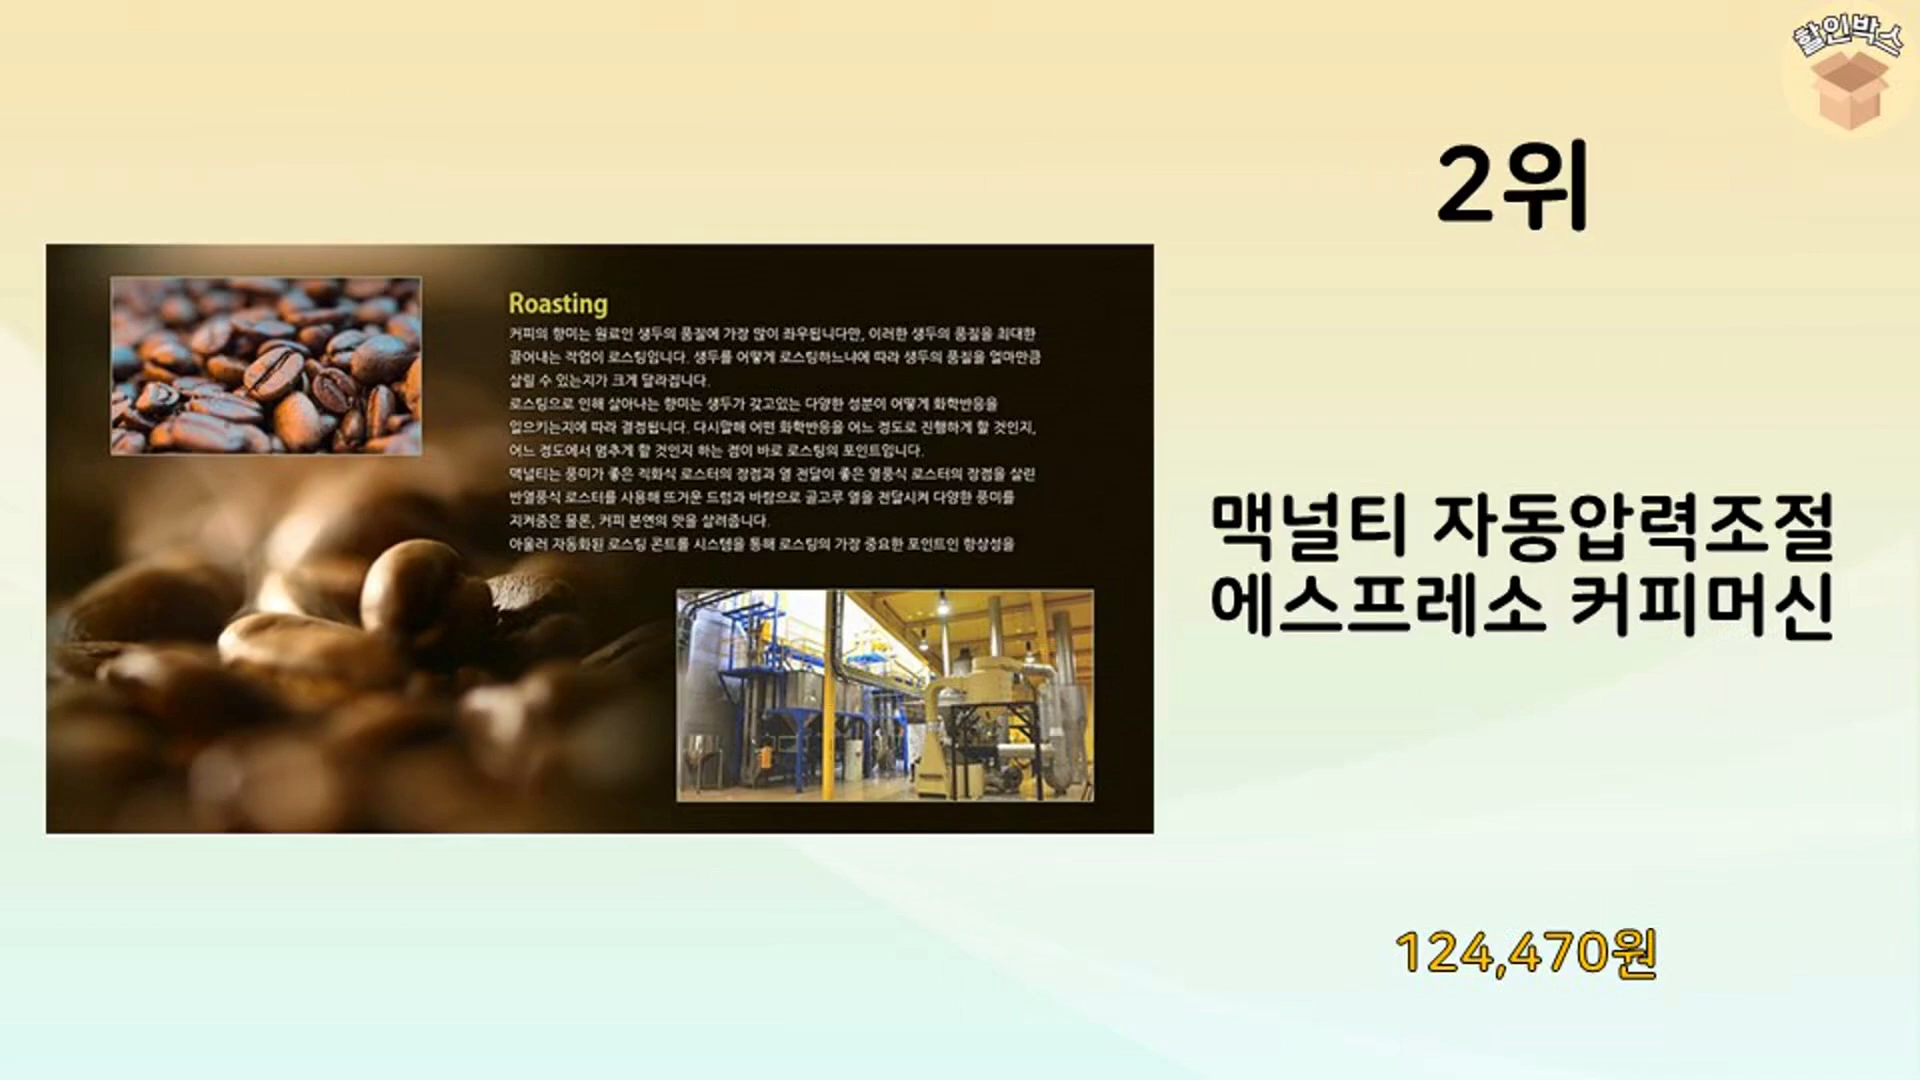 할인박스
2위
Roasting
커피의 향미는 원료인 생두의 품질에 가장 많이 좌우됩니다만, 이러한 생두의 품질을 최대한
끌어내는 작업이 로스팅입니다. 생두를 어떻게 로스팅하느냐에 따라 생두의 품질을 얼마만큼
살릴 수 있는지가 크게 달라집니다.
로스팅으로 인해 살아나는 향미는 생두가 갖고있는 다양한 성분이 어떻게 화학반응을
일으키는지에 따라 결정됩니다. 다시말해 어떤 화학반응을 어느 정도로 진행하게 할 것인지,
어느 정도에서 멈추게 할 것인지 하는 점이 바로 로스팅의 포인트입니다.
맥널티는 풍미가 좋은 직화식 로스터의 장점과 열 전달이 좋은 열풍식 로스터의 장점을 살린
반열풍식 로스터를 사용해 뜨거운 드럼과 바람으로 골고루 열을 전달시켜 다양한 풍미를
지켜줌은 물론, 커피 본연의 맛을 살려줍니다.
아울러 자동화된 로스팅 콘트롤 시스템을 통해 로스팅의 가장 중요한 포인트인 항상성을
맥널티 자동압력조절
에스프레소 커피머신
124,470원